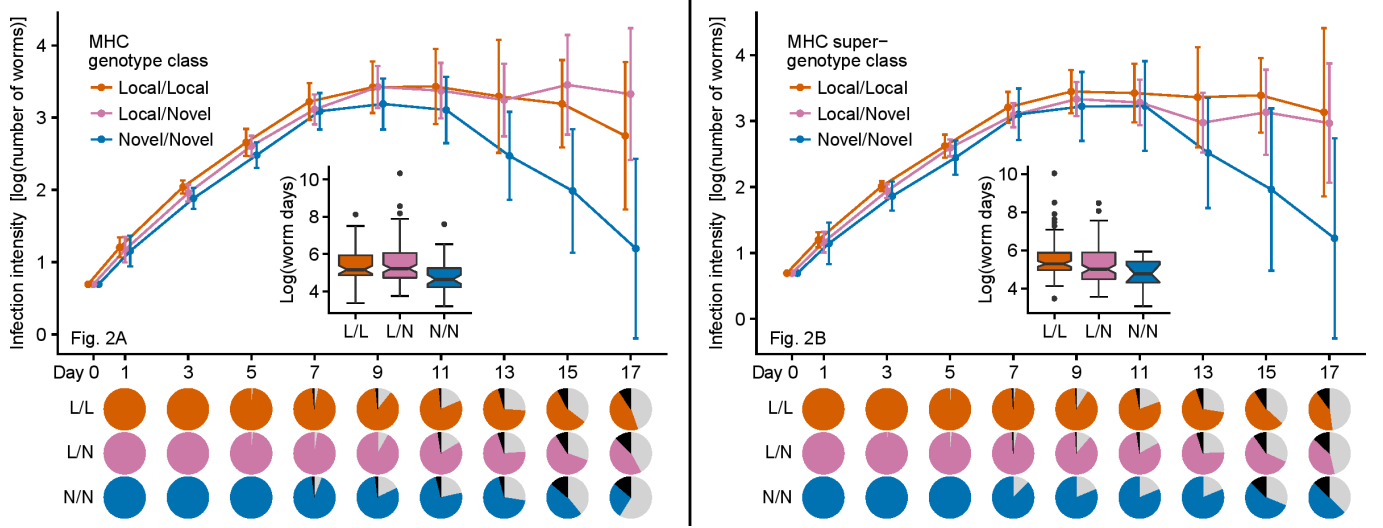 Infection intensity [log(number of worms)]
4
3
2
1
0
MHC
genotype class
Local/Local
Local/Novel
Novel/Novel
Log(worm days)
10
8
6
4
L/L L/N N/N
Fig. 2A
Day 0 1 3 5 7 9 11 13 15 17
L/L
L/N
N/N
Infection intensity [log(number of worms)]
4
3
2
1
0
MHC super–
genotype class
Local/Local
Local/Novel
Novel/Novel
Log(worm days)
10
8
6
4
L/L L/N N/N
Fig. 2B
Day 0 1 3 5 7 9 11 13 15 17
L/L
L/N
N/N